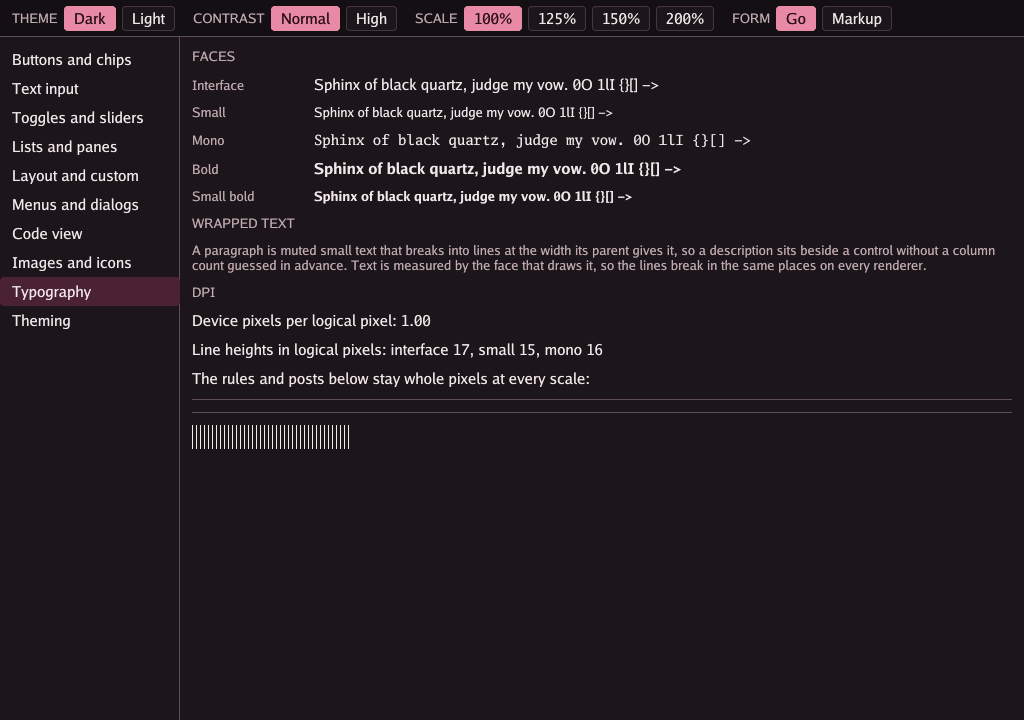 THEME Dark Light CONTRAST Normal High SCALE 100% 125% 150% 200% FORM Go Markup
Buttons and chips
Text input
Toggles and sliders
Lists and panes
Layout and custom
Menus and dialogs
Code view
Images and icons
Typography
Theming
FACES
Interface Sphinx of black quartz, judge my vow. 0O 1lI {}[] ->
Small Sphinx of black quartz, judge my vow. 0O 1lI {}[] ->
Mono Sphinx of black quartz, judge my vow. 0O 1lI {}[] ->
Bold Sphinx of black quartz, judge my vow. 0O 1lI {}[] ->
Small bold Sphinx of black quartz, judge my vow. 0O 1lI {}[] ->
WRAPPED TEXT
A paragraph is muted small text that breaks into lines at the width its parent gives it, so a description sits beside a control without a column
count guessed in advance. Text is measured by the face that draws it, so the lines break in the same places on every renderer.
DPI
Device pixels per logical pixel: 1.00
Line heights in logical pixels: interface 17, small 15, mono 16
The rules and posts below stay whole pixels at every scale: